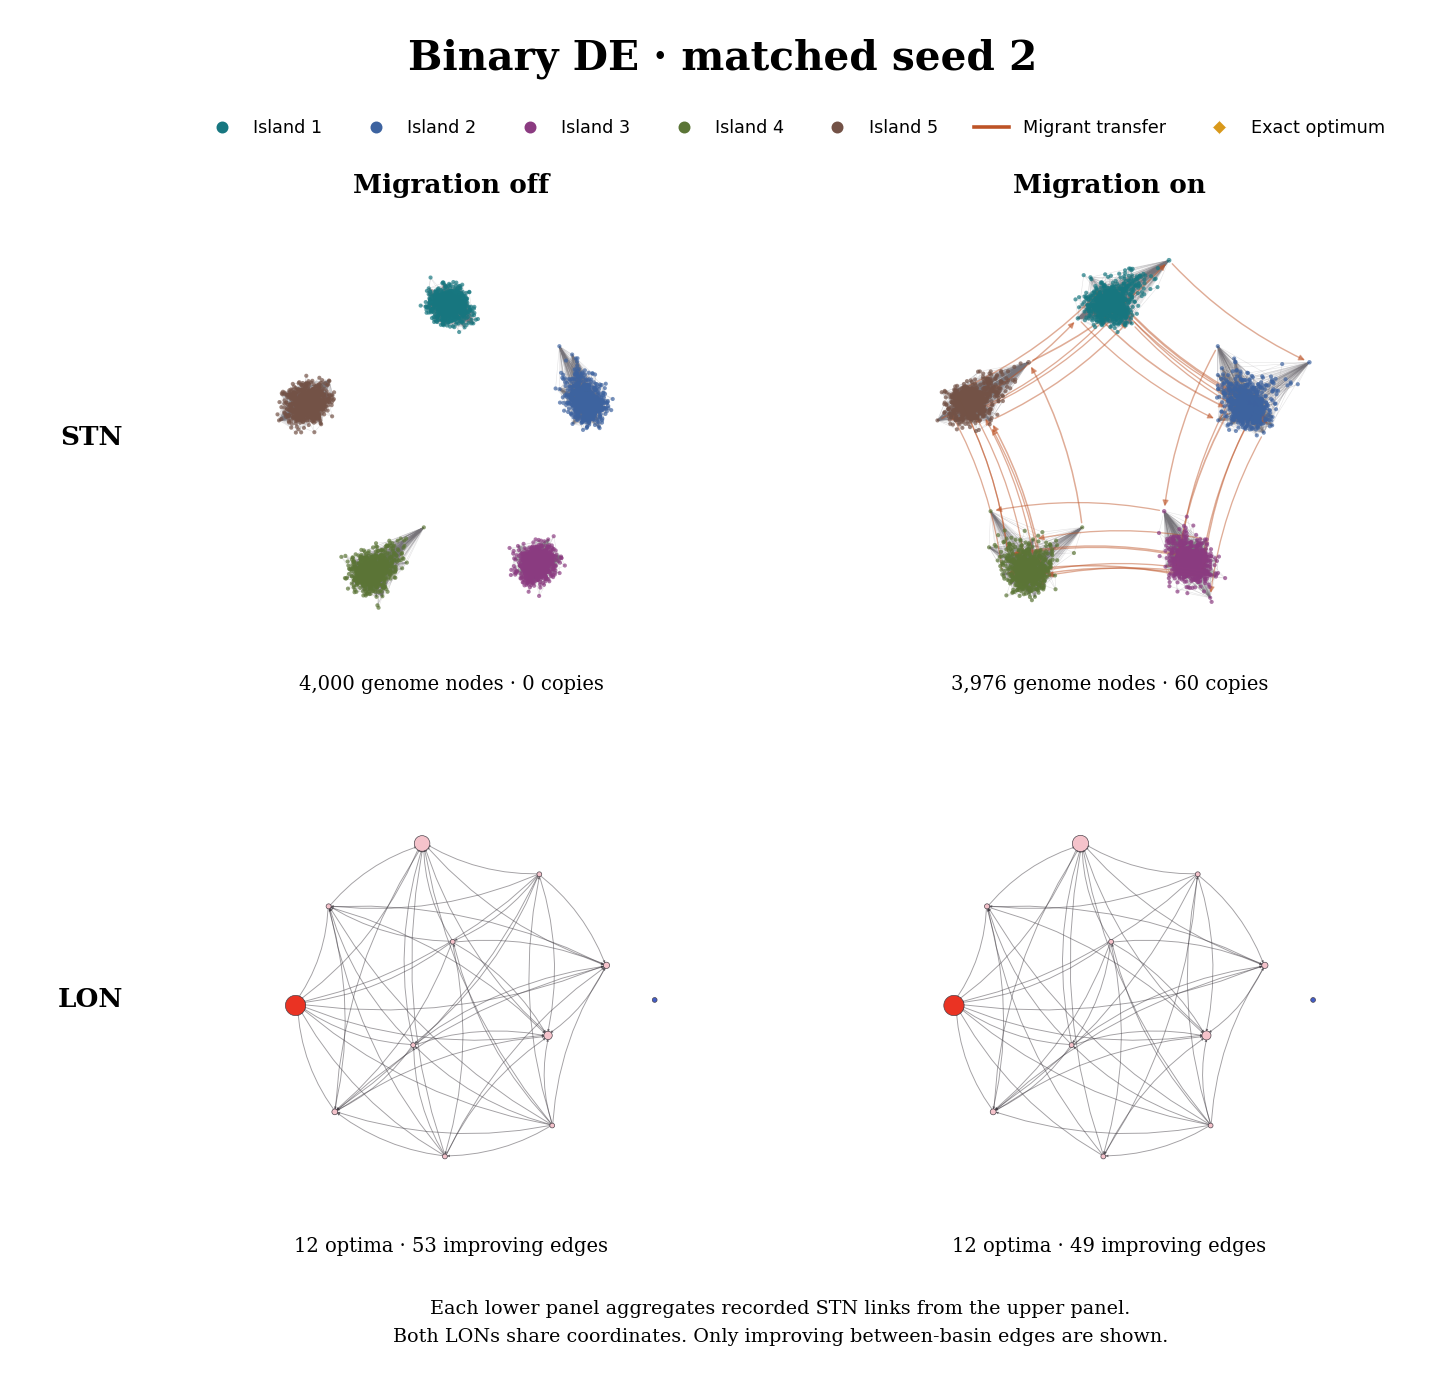 Binary DE · matched seed 2
Island 1
Island 2
Island 3
Island 4
Island 5
Migrant transfer
Exact optimum
Migration off
Migration on
STN
4,000 genome nodes · 0 copies
3,976 genome nodes · 60 copies
LON
12 optima · 53 improving edges
12 optima · 49 improving edges
Each lower panel aggregates recorded STN links from the upper panel.
Both LONs share coordinates. Only improving between-basin edges are shown.